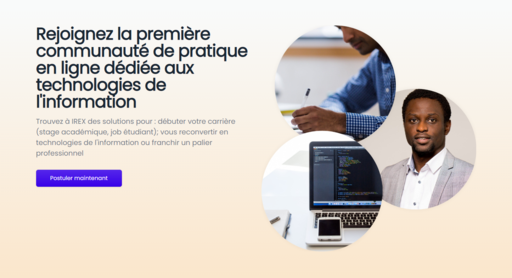 Rejoignez la première
communauté de pratique
en ligne dédiée aux
technologies de
l'information
Trouvez à IREX des solutions pour : débuter votre carrière
(stage académique, job étudiant); vous reconvertir en
technologies de l'information ou franchir un palier
professionnel
Postuler maintenant